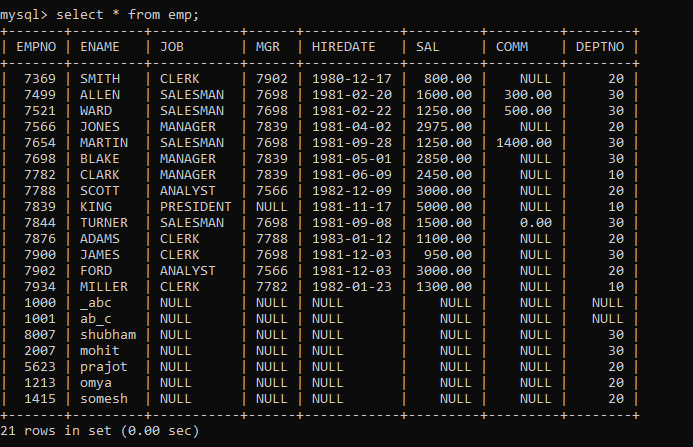 mysql> select * from emp;
+-------+---------+-----------+------+------------+---------+---------+--------+
| EMPNO | ENAME   | JOB       | MGR  | HIREDATE   | SAL     | COMM    | DEPTNO |
+-------+---------+-----------+------+------------+---------+---------+--------+
|  7369 | SMITH   | CLERK     | 7902 | 1980-12-17 |  800.00 |    NULL |     20 |
|  7499 | ALLEN   | SALESMAN  | 7698 | 1981-02-20 | 1600.00 |  300.00 |     30 |
|  7521 | WARD    | SALESMAN  | 7698 | 1981-02-22 | 1250.00 |  500.00 |     30 |
|  7566 | JONES   | MANAGER   | 7839 | 1981-04-02 | 2975.00 |    NULL |     20 |
|  7654 | MARTIN  | SALESMAN  | 7698 | 1981-09-28 | 1250.00 | 1400.00 |     30 |
|  7698 | BLAKE   | MANAGER   | 7839 | 1981-05-01 | 2850.00 |    NULL |     30 |
|  7782 | CLARK   | MANAGER   | 7839 | 1981-06-09 | 2450.00 |    NULL |     10 |
|  7788 | SCOTT   | ANALYST   | 7566 | 1982-12-09 | 3000.00 |    NULL |     20 |
|  7839 | KING    | PRESIDENT | NULL | 1981-11-17 | 5000.00 |    NULL |     10 |
|  7844 | TURNER  | SALESMAN  | 7698 | 1981-09-08 | 1500.00 |    0.00 |     30 |
|  7876 | ADAMS   | CLERK     | 7788 | 1983-01-12 | 1100.00 |    NULL |     20 |
|  7900 | JAMES   | CLERK     | 7698 | 1981-12-03 |  950.00 |    NULL |     30 |
|  7902 | FORD    | ANALYST   | 7566 | 1981-12-03 | 3000.00 |    NULL |     20 |
|  7934 | MILLER  | CLERK     | 7782 | 1982-01-23 | 1300.00 |    NULL |     10 |
|  1000 | _abc    | NULL      | NULL | NULL       |    NULL |    NULL |   NULL |
|  1001 | ab_c    | NULL      | NULL | NULL       |    NULL |    NULL |   NULL |
|  8007 | shubham | NULL      | NULL | NULL       |    NULL |    NULL |     30 |
|  2007 | mohit   | NULL      | NULL | NULL       |    NULL |    NULL |     30 |
|  5623 | prajot  | NULL      | NULL | NULL       |    NULL |    NULL |     20 |
|  1213 | omya    | NULL      | NULL | NULL       |    NULL |    NULL |     20 |
|  1415 | somesh  | NULL      | NULL | NULL       |    NULL |    NULL |     20 |
+-------+---------+-----------+------+------------+---------+---------+--------+
21 rows in set (0.00 sec)